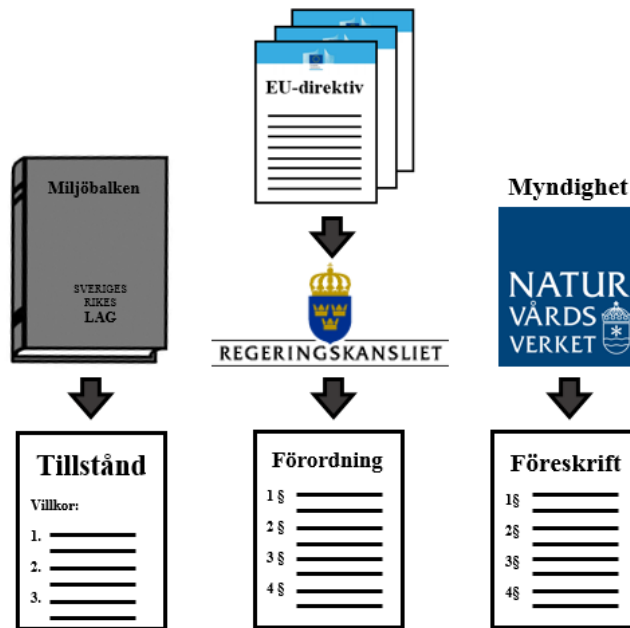 EU-direktiv
Miljöbalken
SVERIGES
RIKES
LAG
Myndighet
NATUR
VÅRDS
VERKET
REGERINGSKANSLIET
Tillstånd
Villkor:
1.
2.
3.
Förordning
1 §
2 §
3 §
4 §
Föreskrift
1§
2§
3§
4§